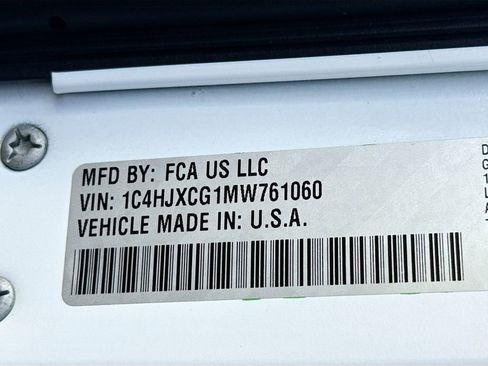 MFD BY: FCA US LLC
VIN: 1C4HJXCG1MW761060
VEHICLE MADE IN: U.S.A.